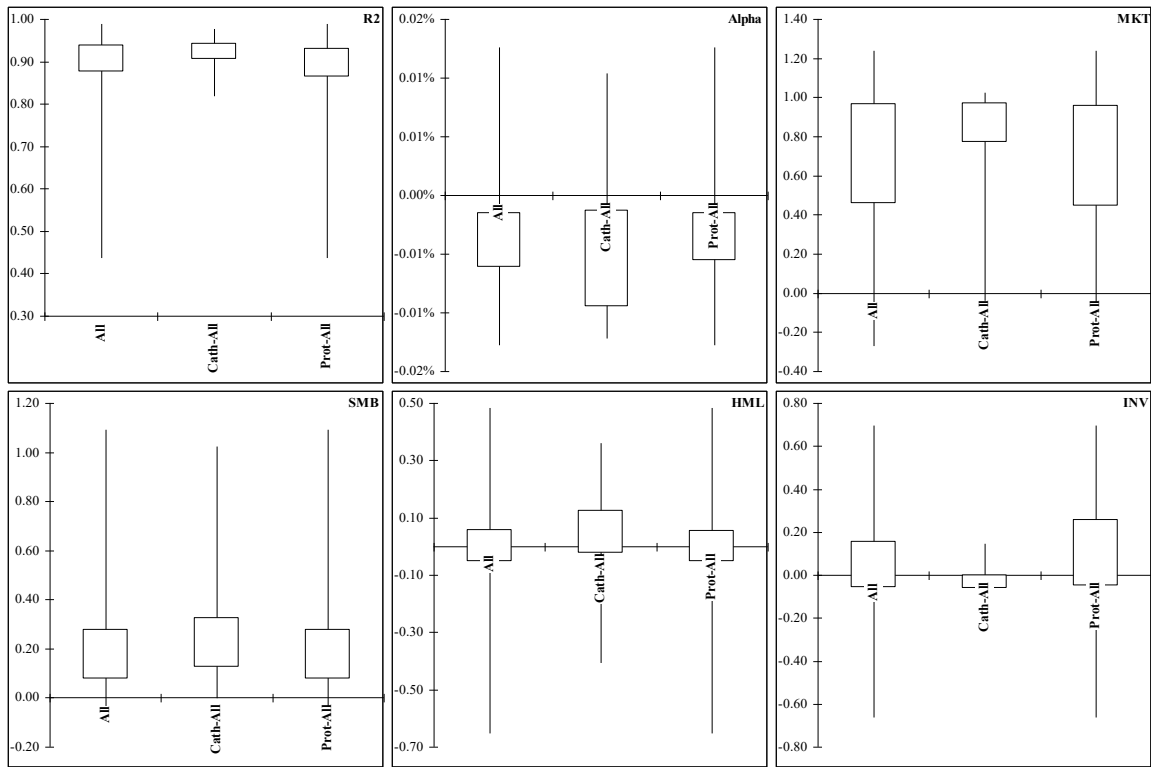 R2
1.00
0.90
0.80
0.70
0.60
0.50
0.40
0.30
All
Cath-All
Prot-All
Alpha
0.02%
0.01%
0.01%
0.00%
-0.01%
-0.01%
-0.02%
All
Cath-All
Prot-All
MKT
1.40
1.20
1.00
0.80
0.60
0.40
0.20
0.00
-0.20
-0.40
All
Cath-All
Prot-All
SMB
1.20
1.00
0.80
0.60
0.40
0.20
0.00
-0.20
All
Cath-All
Prot-All
HML
0.50
0.30
0.10
-0.10
-0.30
-0.50
-0.70
All
Cath-All
Prot-All
INV
0.80
0.60
0.40
0.20
0.00
-0.20
-0.40
-0.60
-0.80
All
Cath-All
Prot-All